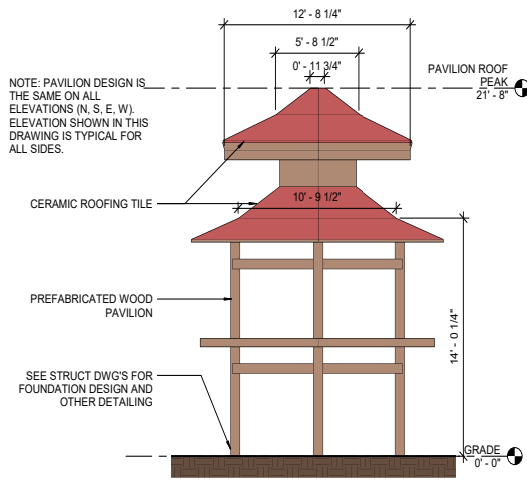 12' - 8 1/4"
5' - 8 1/2"
0' - 11 3/4"
PAVILION ROOF
PEAK
21' - 8"
NOTE: PAVILION DESIGN IS
THE SAME ON ALL
ELEVATIONS (N, S, E, W).
ELEVATION SHOWN IN THIS
DRAWING IS TYPICAL FOR
ALL SIDES.
CERAMIC ROOFING TILE
10' - 9 1/2"
PREFABRICATED WOOD
PAVILION
14' - 0 1/4"
SEE STRUCT DWG'S FOR
FOUNDATION DESIGN AND
OTHER DETAILING
GRADE
0' - 0"